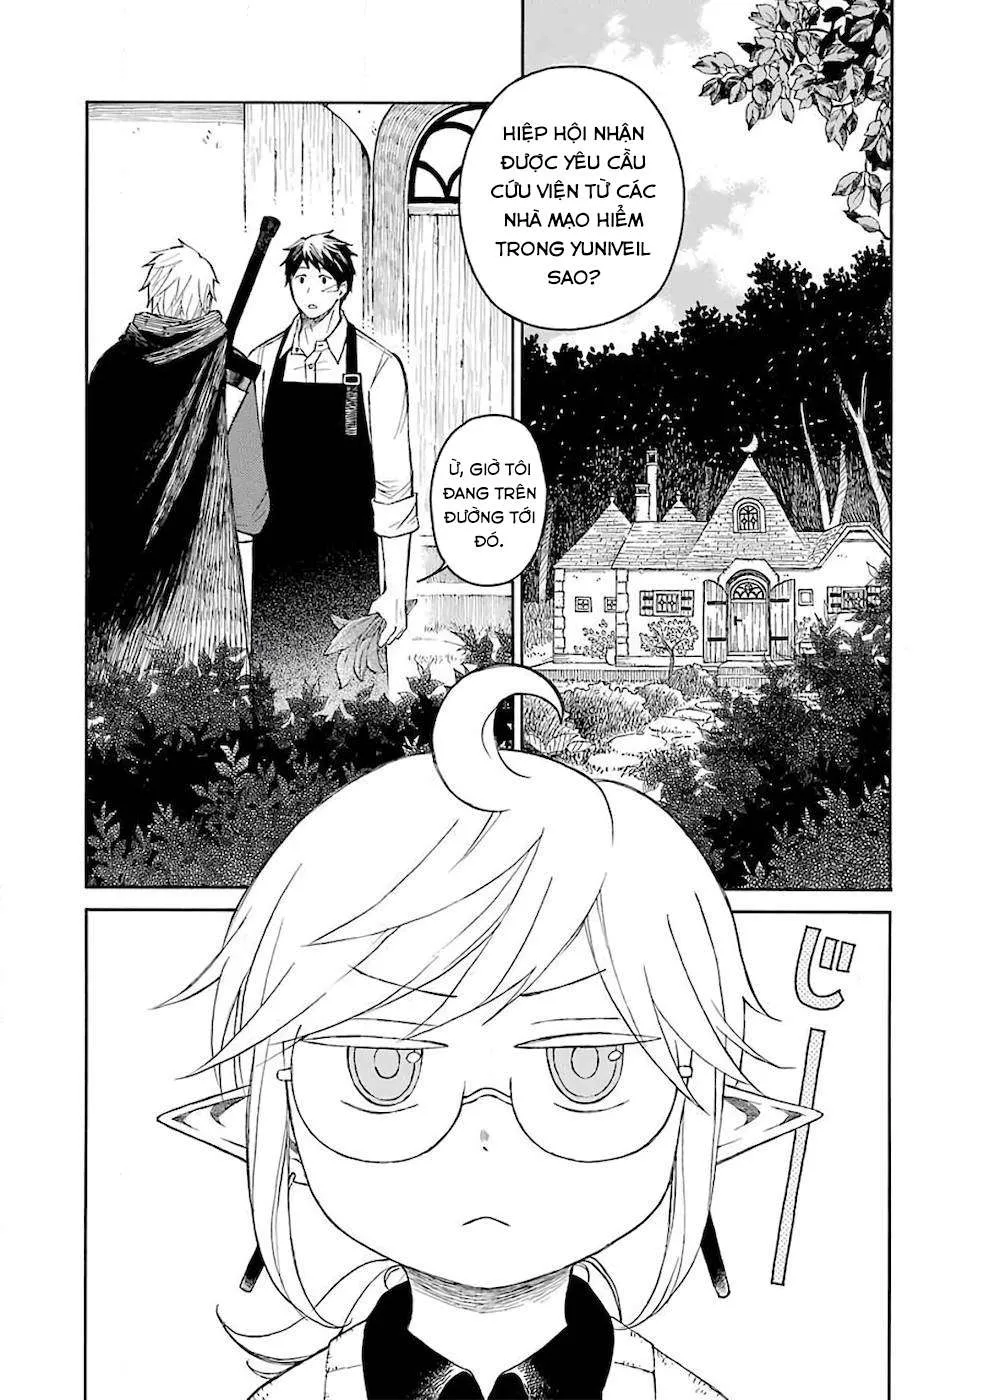 HIỆP HỘI NHẬN
ĐƯỢC YÊU CẦU
CỨU VIỆN TỪ CÁC
NHÀ MẠO HIỂM
TRONG YUNIVEIL
SAO?
Ừ, GIỜ TÔI
ĐANG TRÊN
ĐƯỜNG TỚI
ĐÓ.
じー